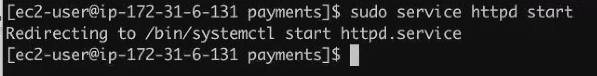 [ec2-user@ip-172-31-6-131 payments]$ sudo service httpd start
Redirecting to /bin/systemctl start httpd.service
[ec2-user@ip-172-31-6-131 payments]$